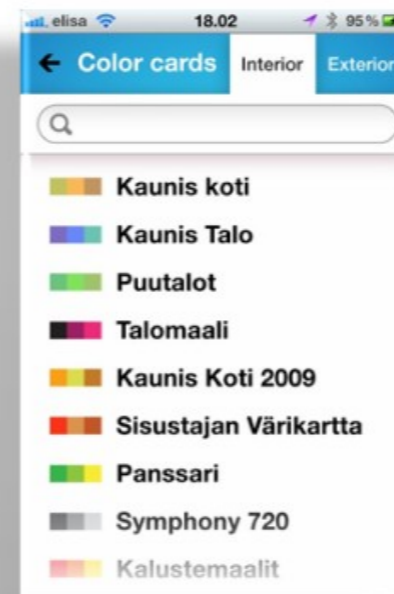 elisa 18.02 95%
Color cards Interior Exterior
Kaunis koti
Kaunis Talo
Puutalot
Talomaali
Kaunis Koti 2009
Sisustajan Värikartta
Panssari
Symphony 720
Kalustemaalit